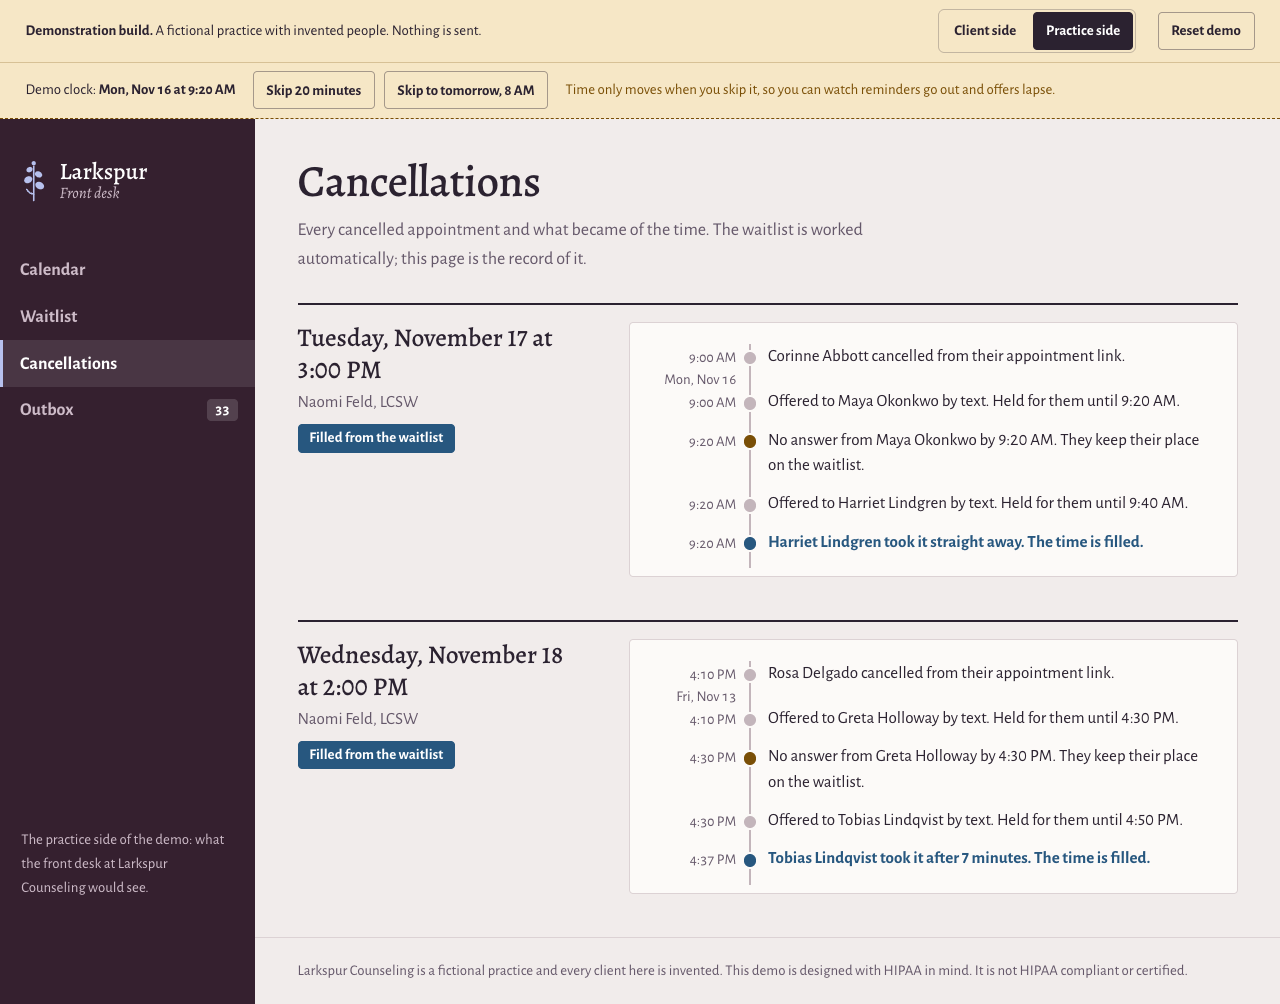 Demonstration build. A fictional practice with invented people. Nothing is sent.
Client side
Practice side
Reset demo
Demo clock: Mon, Nov 16 at 9:20 AM
Skip 20 minutes
Skip to tomorrow, 8 AM
Time only moves when you skip it, so you can watch reminders go out and offers lapse.
Larkspur
Front desk
Calendar
Waitlist
Cancellations
Outbox
33
The practice side of the demo: what
the front desk at Larkspur
Counseling would see.
Cancellations
Every cancelled appointment and what became of the time. The waitlist is worked
automatically; this page is the record of it.
Tuesday, November 17 at
3:00 PM
Naomi Feld, LCSW
Filled from the waitlist
9:00 AM
Mon, Nov 16
Corinne Abbott cancelled from their appointment link.
9:00 AM
Offered to Maya Okonkwo by text. Held for them until 9:20 AM.
9:20 AM
No answer from Maya Okonkwo by 9:20 AM. They keep their place
on the waitlist.
9:20 AM
Offered to Harriet Lindgren by text. Held for them until 9:40 AM.
9:20 AM
Harriet Lindgren took it straight away. The time is filled.
Wednesday, November 18
at 2:00 PM
Naomi Feld, LCSW
Filled from the waitlist
4:10 PM
Fri, Nov 13
Rosa Delgado cancelled from their appointment link.
4:10 PM
Offered to Greta Holloway by text. Held for them until 4:30 PM.
4:30 PM
No answer from Greta Holloway by 4:30 PM. They keep their place
on the waitlist.
4:30 PM
Offered to Tobias Lindqvist by text. Held for them until 4:50 PM.
4:37 PM
Tobias Lindqvist took it after 7 minutes. The time is filled.
Larkspur Counseling is a fictional practice and every client here is invented. This demo is designed with HIPAA in mind. It is not HIPAA compliant or certified.